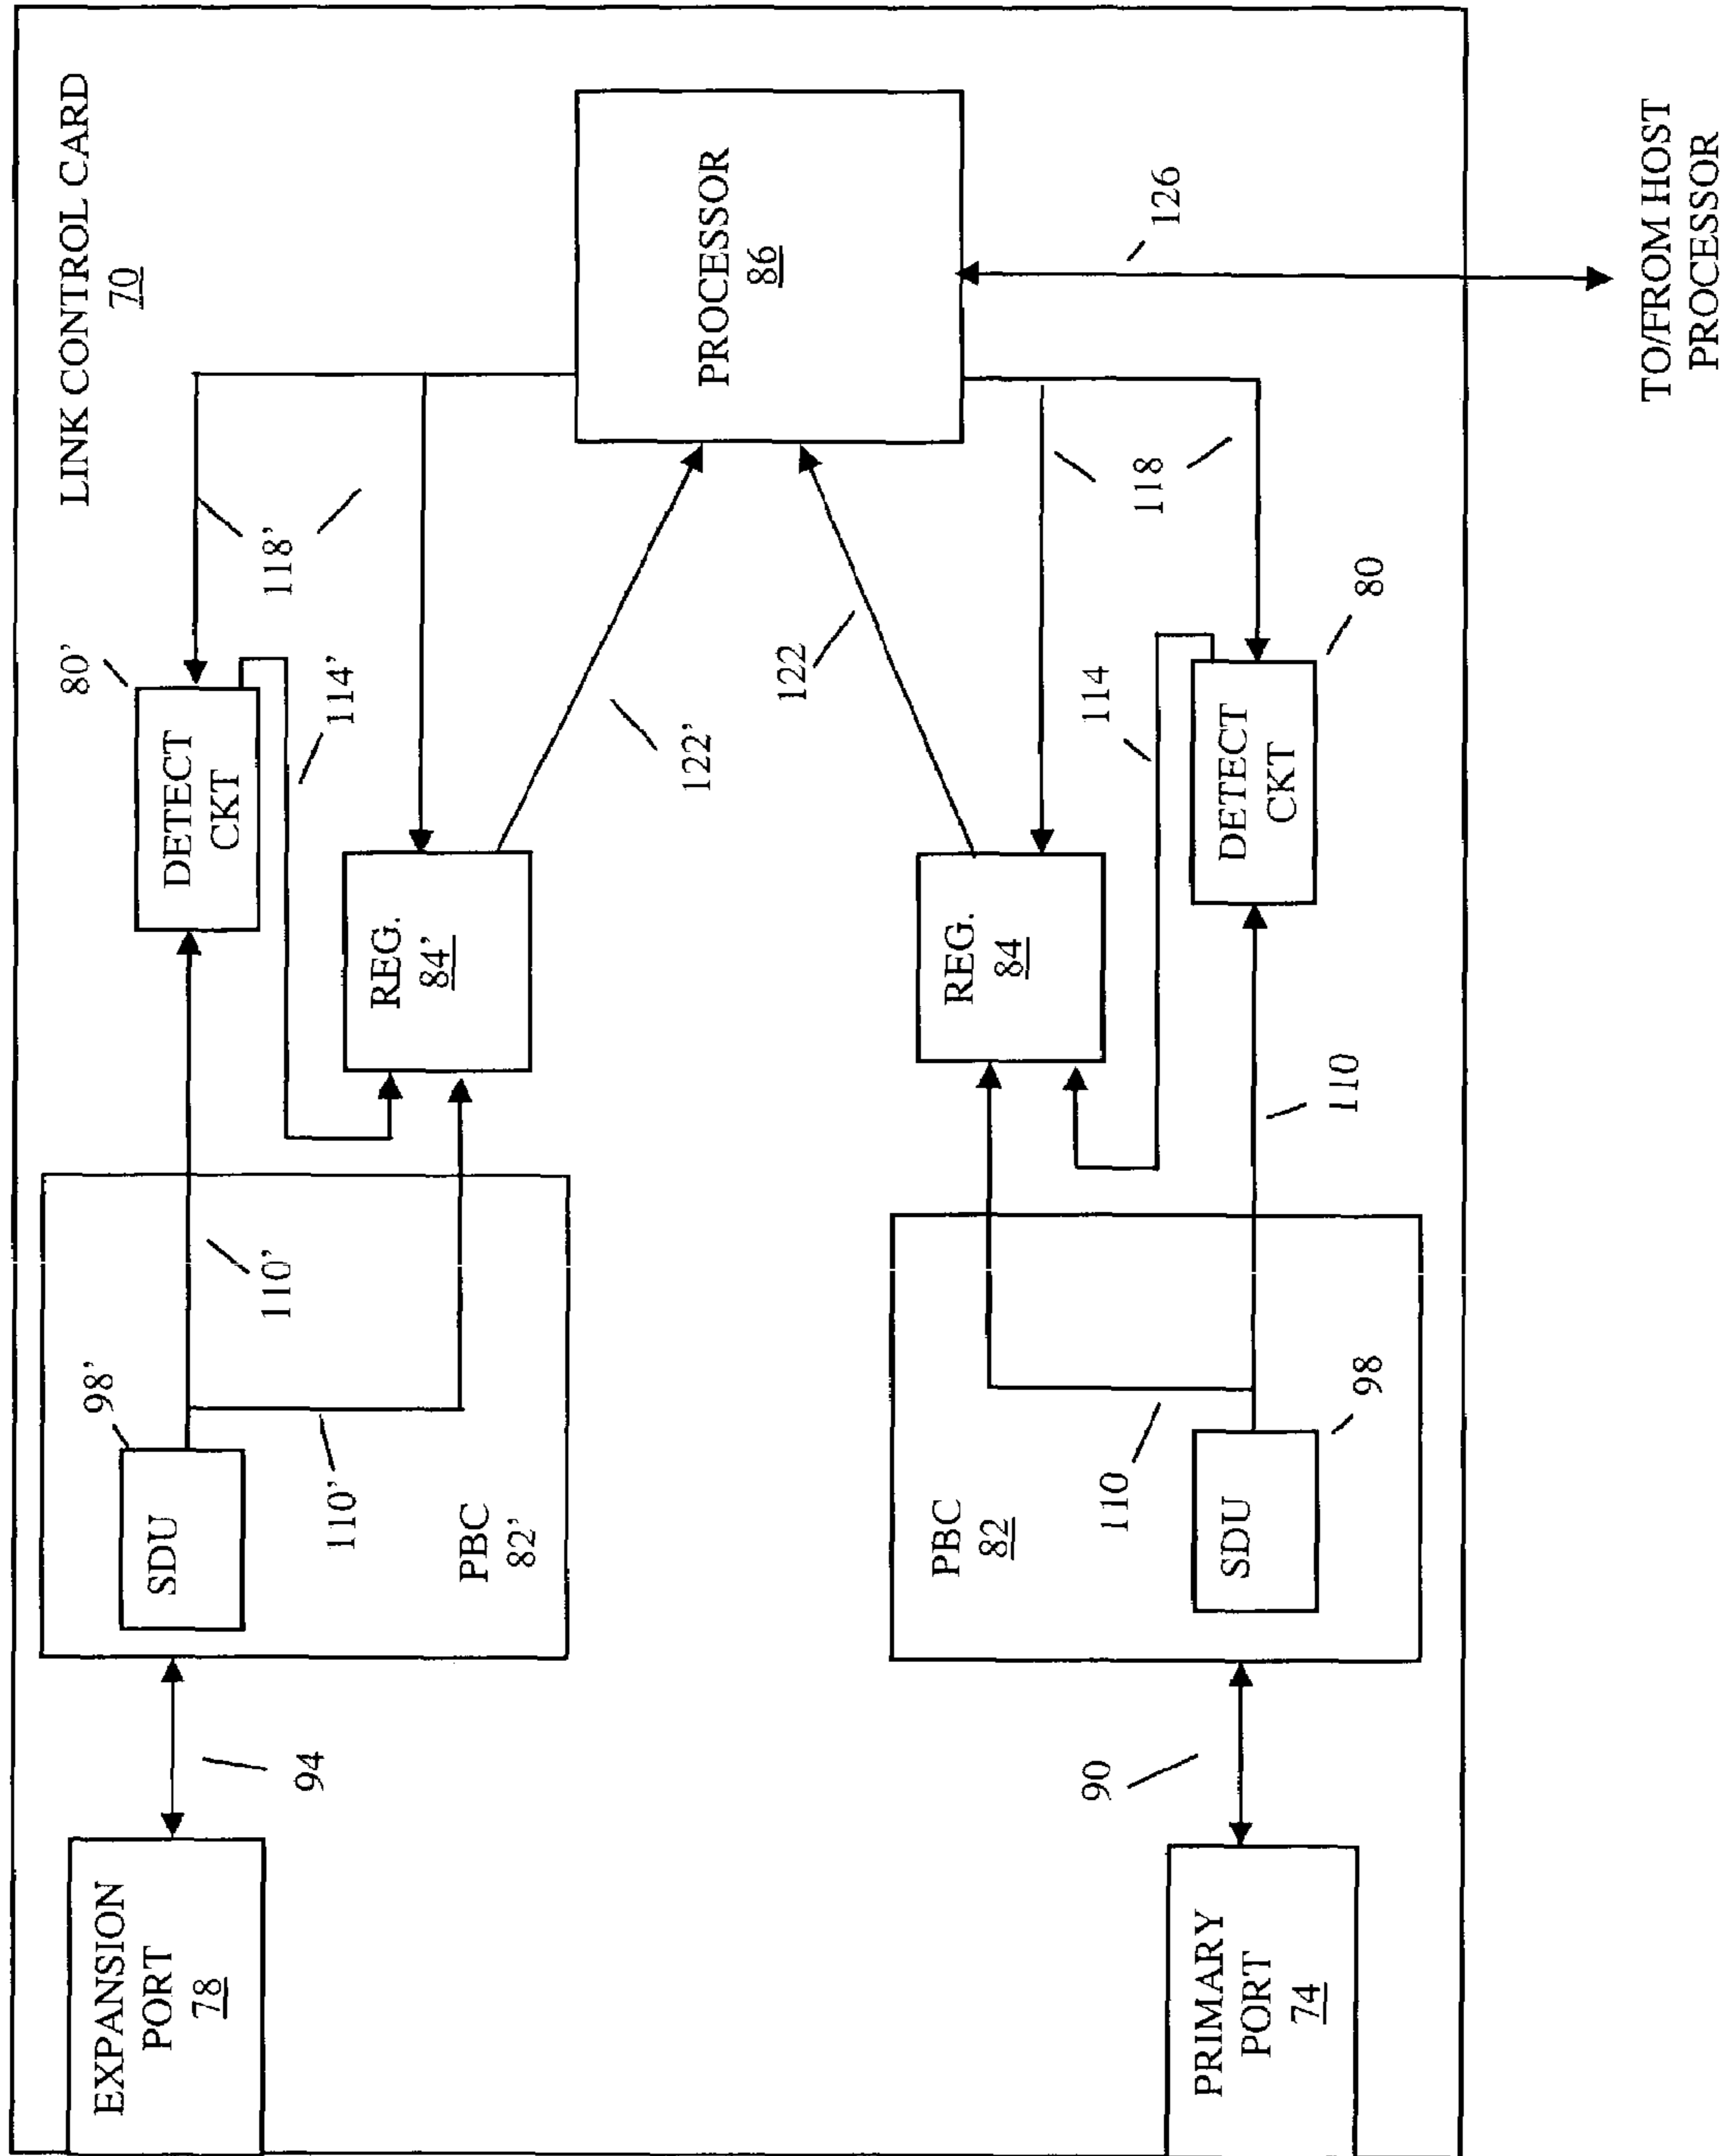 LINK CONTROL CARD
70
EXPANSION
PORT
78
94
SDU
98'
110'
110'
PBC
82'
DETECT
CKT
80'
114'
118'
REG.
84'
122'
PROCESSOR
86
122
REG.
84
114
118
126
DETECT
CKT
80
110
110
PBC
82
SDU
98
90
PRIMARY
PORT
74
TO/FROM HOST
PROCESSOR